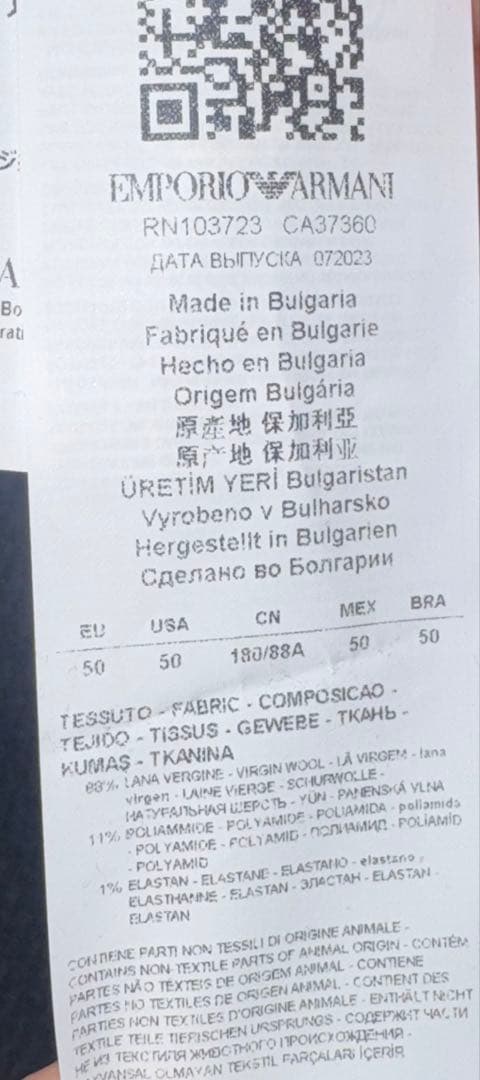 EMPORIO ARMANI
RN103723 CA37360
ДАТА ВЫПУСКА 072023
Made in Bulgaria
Fabriqué en Bulgarie
Hecho en Bulgaria
Origem Bulgária
原產地 保加利亞
原产地 保加利亚
ÜRETİM YERİ Bulgaristan
Vyrobeno v Bulharsko
Hergestellt in Bulgarien
Сделано во Болгарии
EU USA CN MEX BRA
50 50 180/88A 50 50
TESSUTO - FABRIC - COMPOSICAO -
TEJIDO - TISSUS - GEWEBE - ТКАНЬ -
KUMAŞ - TKANINA
88% LANA VERGINE - VIRGIN WOOL - LÃ VIRGEM - lana
virgen - LAINE VIERGE - SCHURWOLLE -
НАТУРАЛЬНАЯ ШЕРСТЬ - YÜN - PANENSKÁ VLNA
11% POLIAMMIDE - POLYAMIDE - POLIAMIDA - poliamida
- POLYAMIDE - POLYAMID - ПОЛИАМИД - POLİAMİD
- POLYAMID
1% ELASTAN - ELASTANE - ELASTANO - elastano -
ELASTHANNE - ELASTAN - ЭЛАСТАН - ELASTAN -
ELASTAN
CONTIENE PARTI NON TESSILI DI ORIGINE ANIMALE -
CONTAINS NON-TEXTILE PARTS OF ANIMAL ORIGIN - CONTÉM
PARTES NÃO TÊXTEIS DE ORIGEM ANIMAL - CONTIENE
PARTES NO TEXTILES DE ORIGEN ANIMAL - CONTIENT DES
PARTIES NON TEXTILES D'ORIGINE ANIMALE - ENTHÄLT NICHT
TEXTILE TEILE TIERISCHEN URSPRUNGS - СОДЕРЖИТ ЧАСТИ
НЕ ИЗ ТЕКСТИЛЯ ЖИВОТНОГО ПРОИСХОЖДЕНИЯ -
OLMAYAN TEKSTİL PARÇALARI İÇERİR